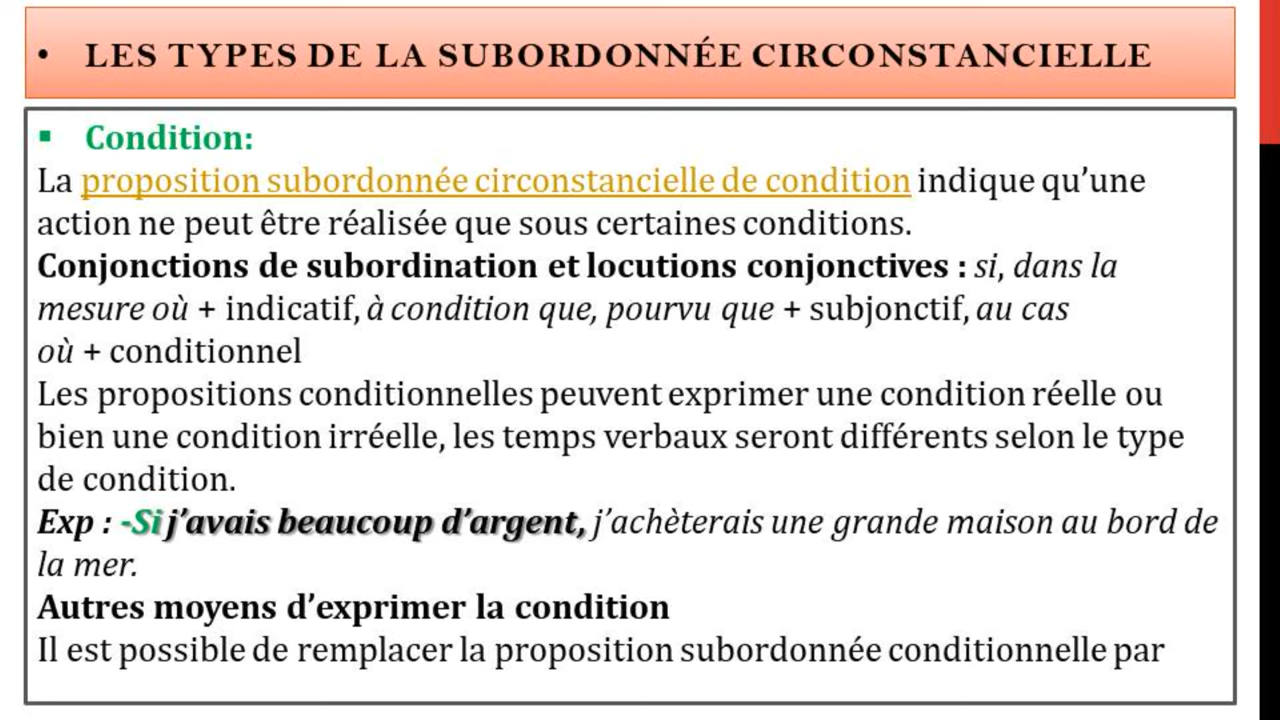 • LES TYPES DE LA SUBORDONNÉE CIRCONSTANCIELLE
▪ Condition:
La proposition subordonnée circonstancielle de condition indique qu’une
action ne peut être réalisée que sous certaines conditions.
Conjonctions de subordination et locutions conjonctives : si, dans la
mesure où + indicatif, à condition que, pourvu que + subjonctif, au cas
où + conditionnel
Les propositions conditionnelles peuvent exprimer une condition réelle ou
bien une condition irréelle, les temps verbaux seront différents selon le type
de condition.
Exp : -Si j’avais beaucoup d’argent, j’achèterais une grande maison au bord de
la mer.
Autres moyens d’exprimer la condition
Il est possible de remplacer la proposition subordonnée conditionnelle par